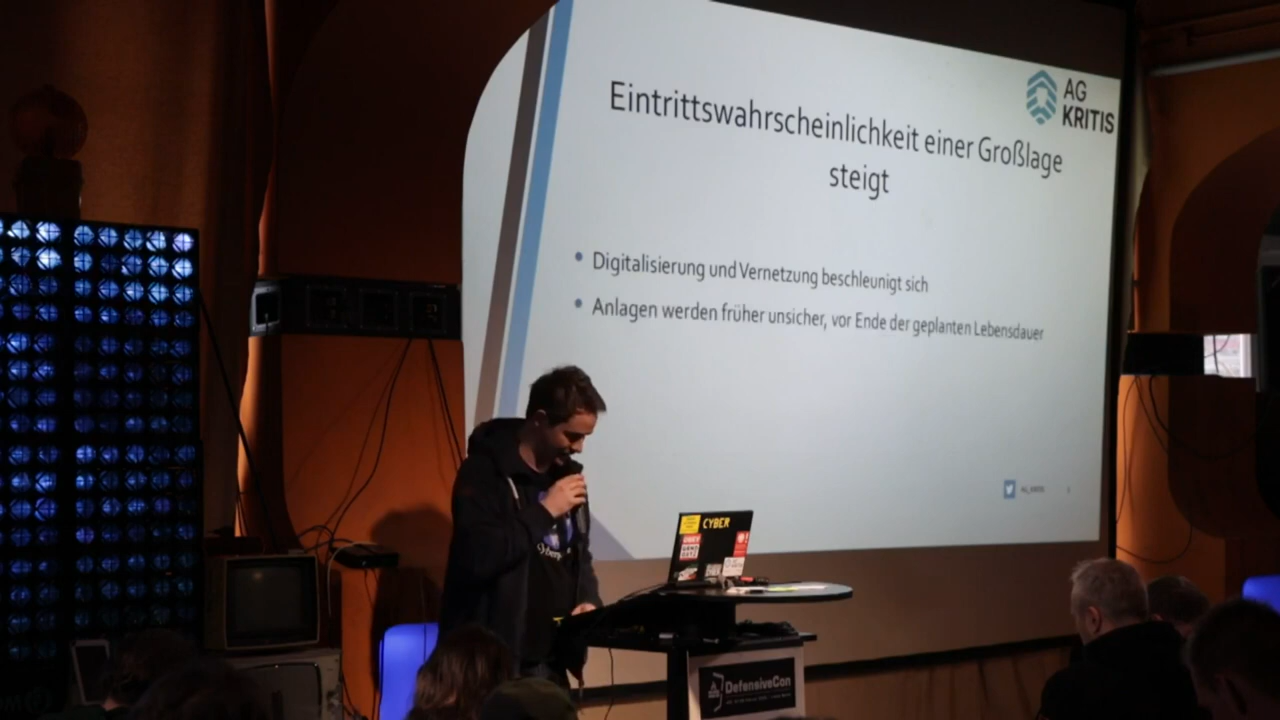 AG
KRITIS
Eintrittswahrscheinlichkeit einer Großlage
steigt
Digitalisierung und Vernetzung beschleunigt sich
Anlagen werden früher unsicher, vor Ende der geplanten Lebensdauer
CYBER
DefensiveCon